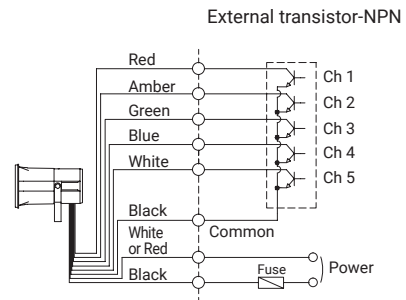 External transistor-NPN
Red
Ch 1
Amber
Ch 2
Green
Ch 3
Blue
Ch 4
White
Ch 5
Black
Common
White
or Red
Fuse
Power
Black